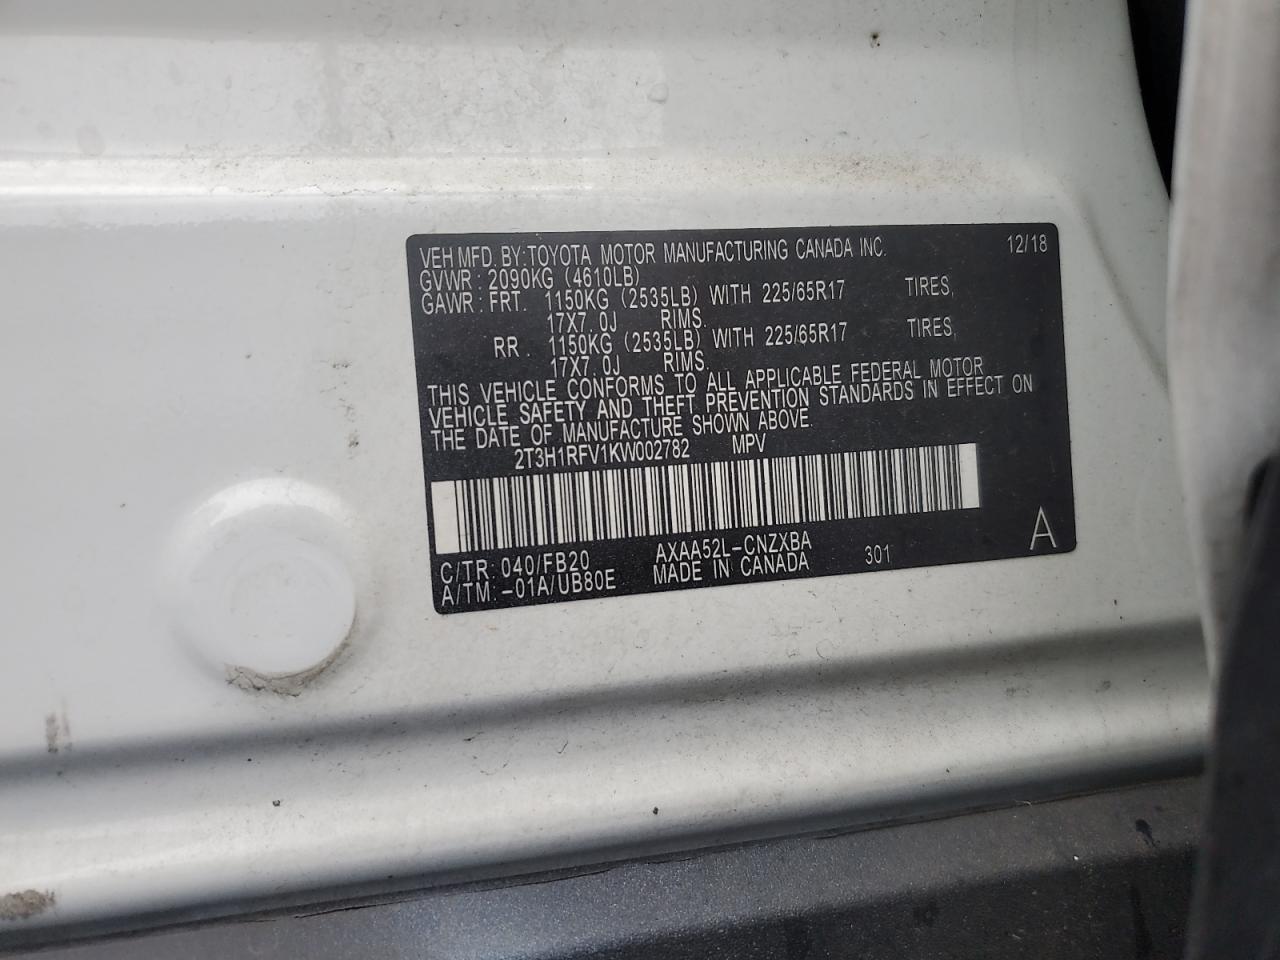 VEH MFD. BY: TOYOTA MOTOR MANUFACTURING CANADA INC. 12/18
GVWR: 2090KG (4610LB)
GAWR: FRT. 1150KG (2535LB) WITH 225/65R17 TIRES,
17X7.0J RIMS.
RR. 1150KG (2535LB) WITH 225/65R17 TIRES,
17X7.0J RIMS.
THIS VEHICLE CONFORMS TO ALL APPLICABLE FEDERAL MOTOR
VEHICLE SAFETY AND THEFT PREVENTION STANDARDS IN EFFECT ON
THE DATE OF MANUFACTURE SHOWN ABOVE.
2T3H1RFV1KW002782 MPV
C/TR: 040/FB20 AXAA52L-CNZXBA 301 A
A/TM: -01A/UB80E MADE IN CANADA